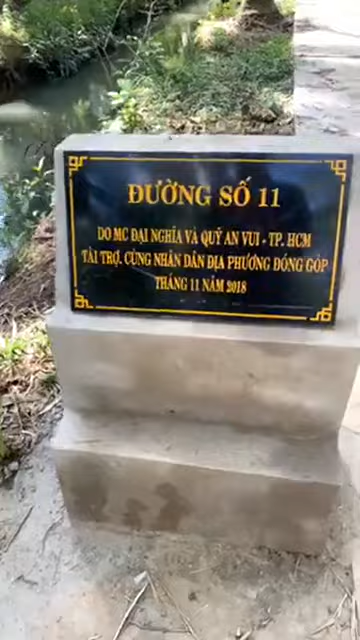 ĐƯỜNG SỐ 11
DO MC ĐẠI NGHĨA VÀ QUỸ AN VUI - TP. HCM
TÀI TRỢ. CÙNG NHÂN DÂN ĐỊA PHƯƠNG ĐÓNG GÓP
THÁNG 11 NĂM 2018